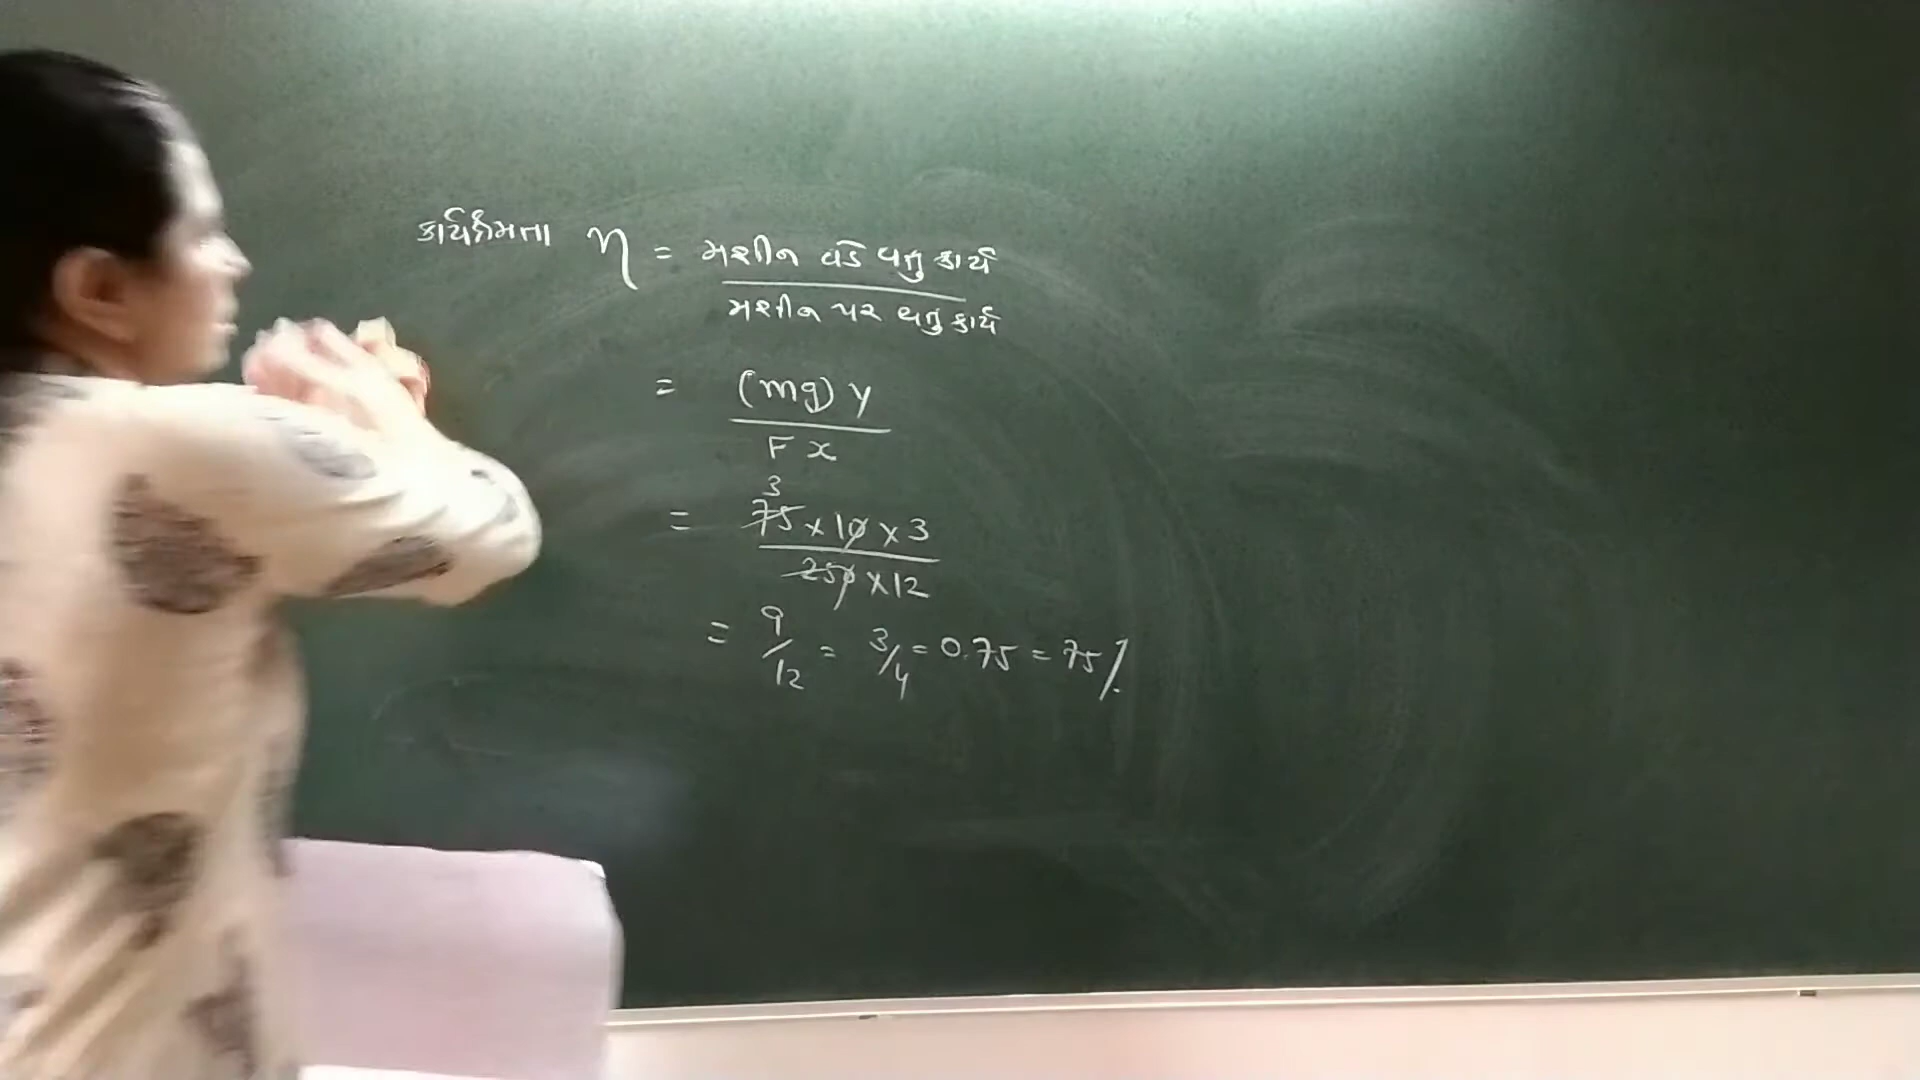 કાર્યક્ષમતા η = મશીન વડે થતુ કાર્ય / મશીન પર થતુ કાર્ય
= (mg) y / F x
= 75 x 10 x 3 / 250 x 12
3
= 9/12 = 3/4 = 0.75 = 75%